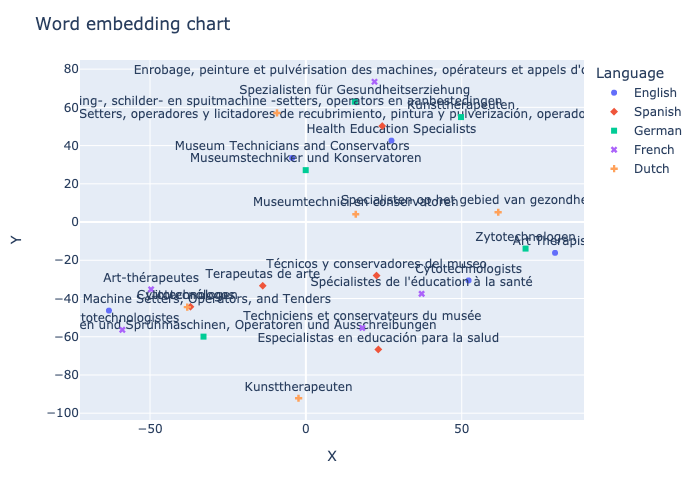 Word embedding chart
Language
English
Spanish
German
French
Dutch
80
60
40
20
0
−20
−40
−60
−80
−100
Y
Enrobage, peinture et pulvérisation des machines, opérateurs et appels d'o
Spezialisten für Gesundheitserziehung
ing-, schilder- en spuitmachine -setters, operators en aanbestedingen
Kunsttherapeuten
Setters, operadores y licitadores de recubrimiento, pintura y pulverización, operado
Health Education Specialists
Museum Technicians and Conservators
Museumstechniker und Konservatoren
Museumtechnici en conservatoren
Specialisten op het gebied van gezondhe
Zytotechnologen
Art Therapis
Técnicos y conservadores del museo
Cytotechnologists
Art-thérapeutes
Terapeutas de arte
Spécialistes de l'éducation à la santé
Machine Setters, Operators, and Tenders
totechnologistes
Techniciens et conservateurs du musée
en und Sprühmaschinen, Operatoren und Ausschreibungen
Especialistas en educación para la salud
Kunsttherapeuten
−50
0
50
X